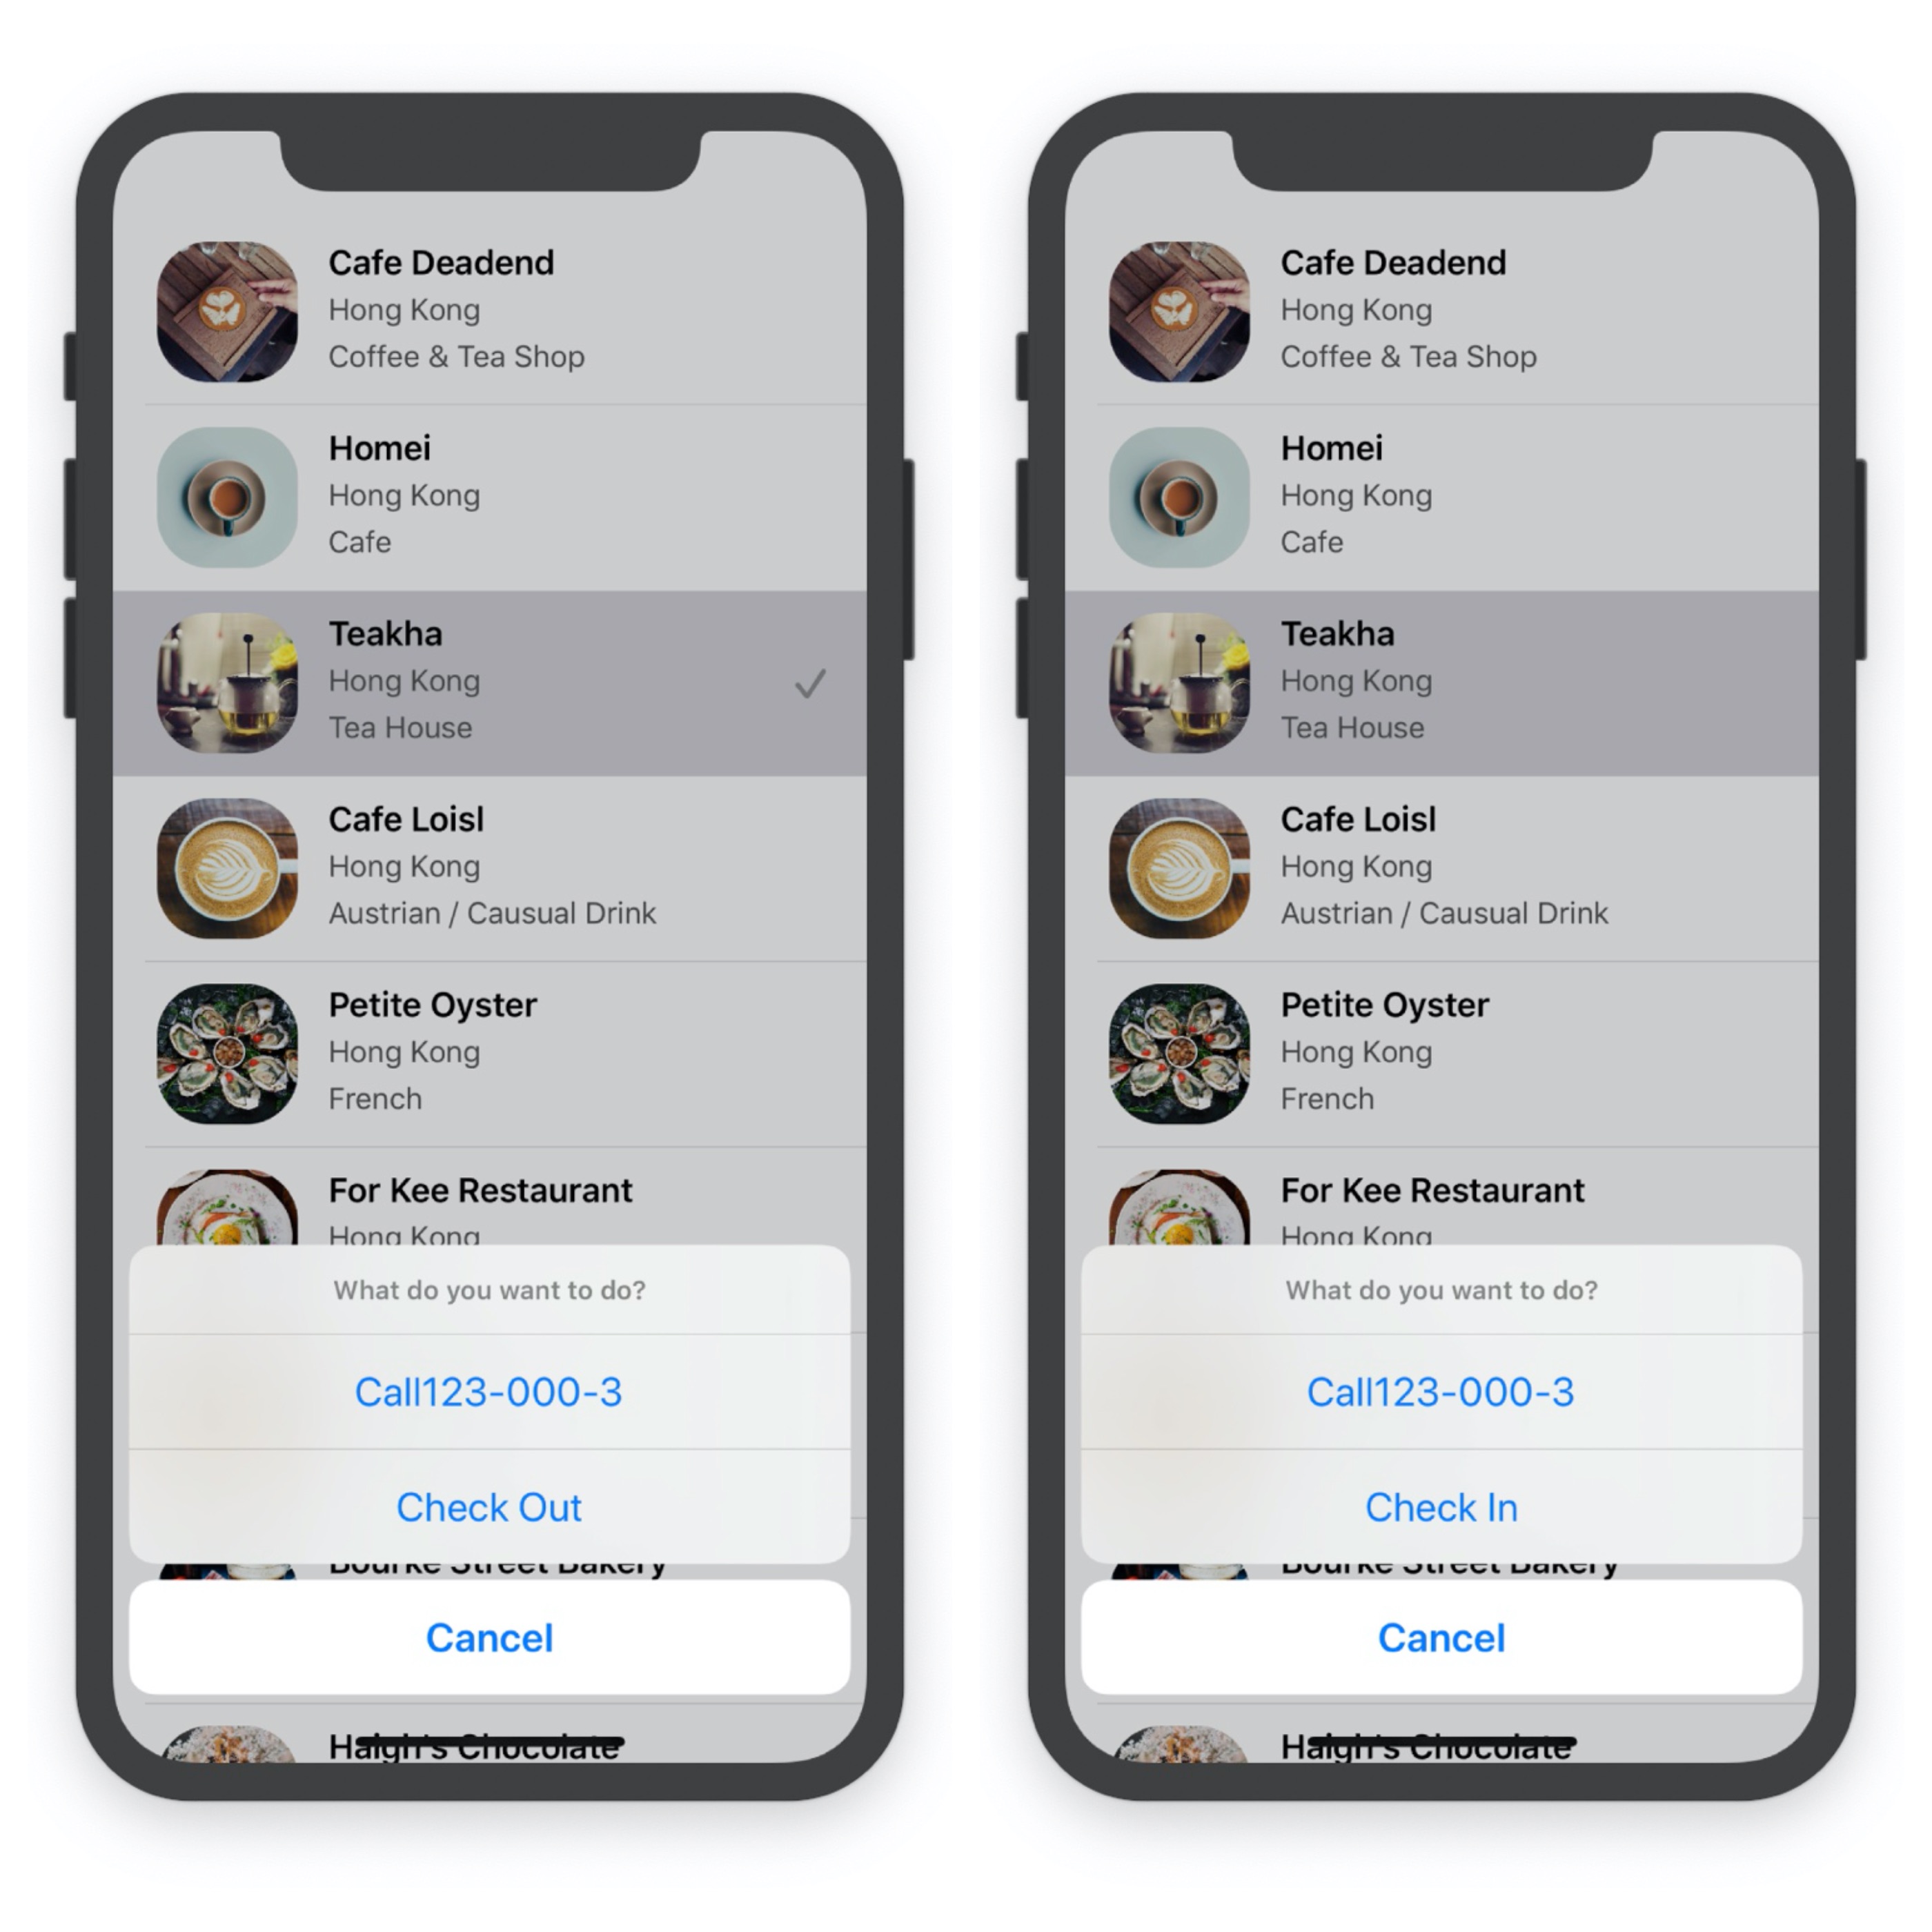 Cafe Deadend
Hong Kong
Coffee & Tea Shop
Homei
Hong Kong
Cafe
Teakha
Hong Kong
Tea House
Cafe Loisl
Hong Kong
Austrian / Causual Drink
Petite Oyster
Hong Kong
French
For Kee Restaurant
Hong Kong
What do you want to do?
Call123-000-3
Check Out
Bourke Street Bakery
Cancel
Haigh's Chocolate
Cafe Deadend
Hong Kong
Coffee & Tea Shop
Homei
Hong Kong
Cafe
Teakha
Hong Kong
Tea House
Cafe Loisl
Hong Kong
Austrian / Causual Drink
Petite Oyster
Hong Kong
French
For Kee Restaurant
Hong Kong
What do you want to do?
Call123-000-3
Check In
Bourke Street Bakery
Cancel
Haigh's Chocolate